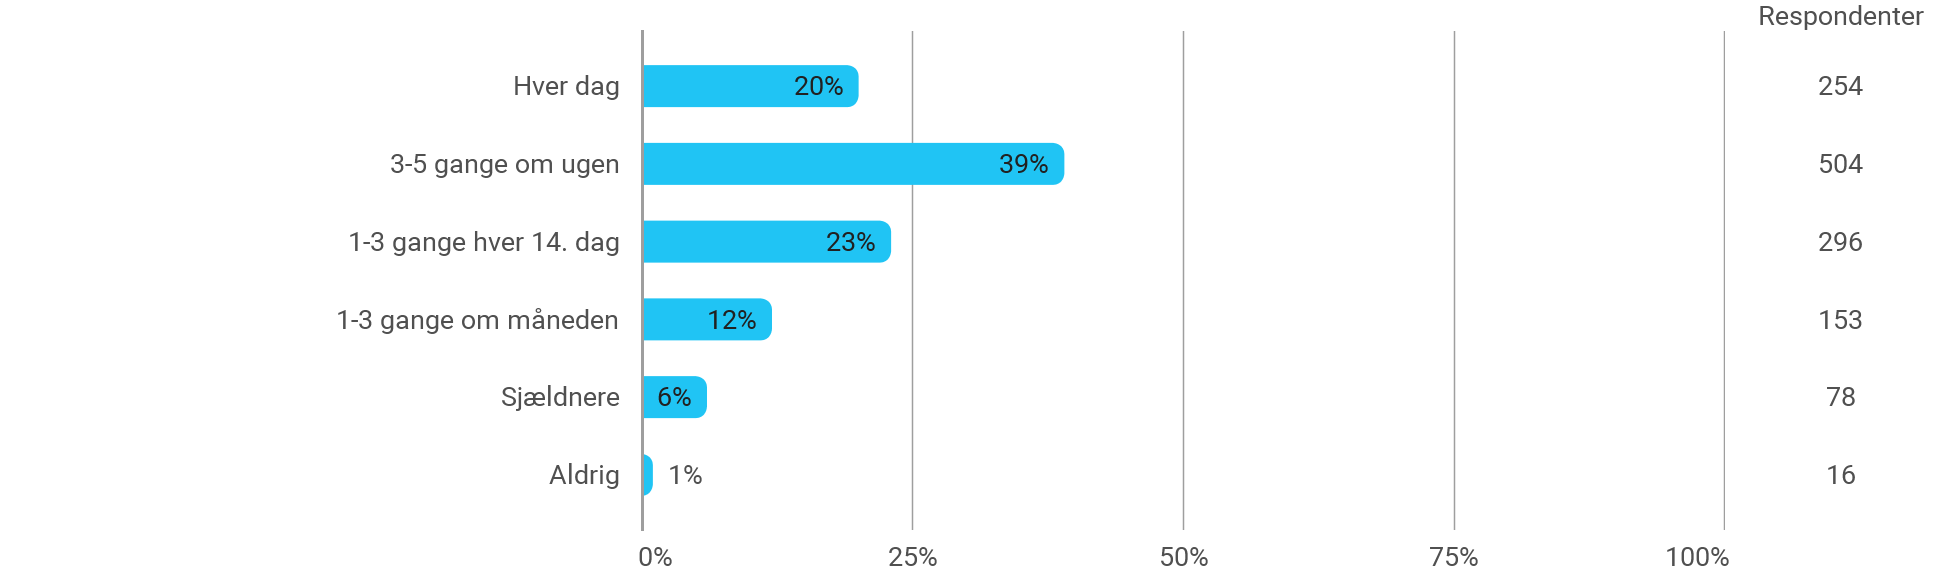 Respondenter
Hver dag 20% 254
3-5 gange om ugen 39% 504
1-3 gange hver 14. dag 23% 296
1-3 gange om måneden 12% 153
Sjældnere 6% 78
Aldrig 1% 16
0% 25% 50% 75% 100%